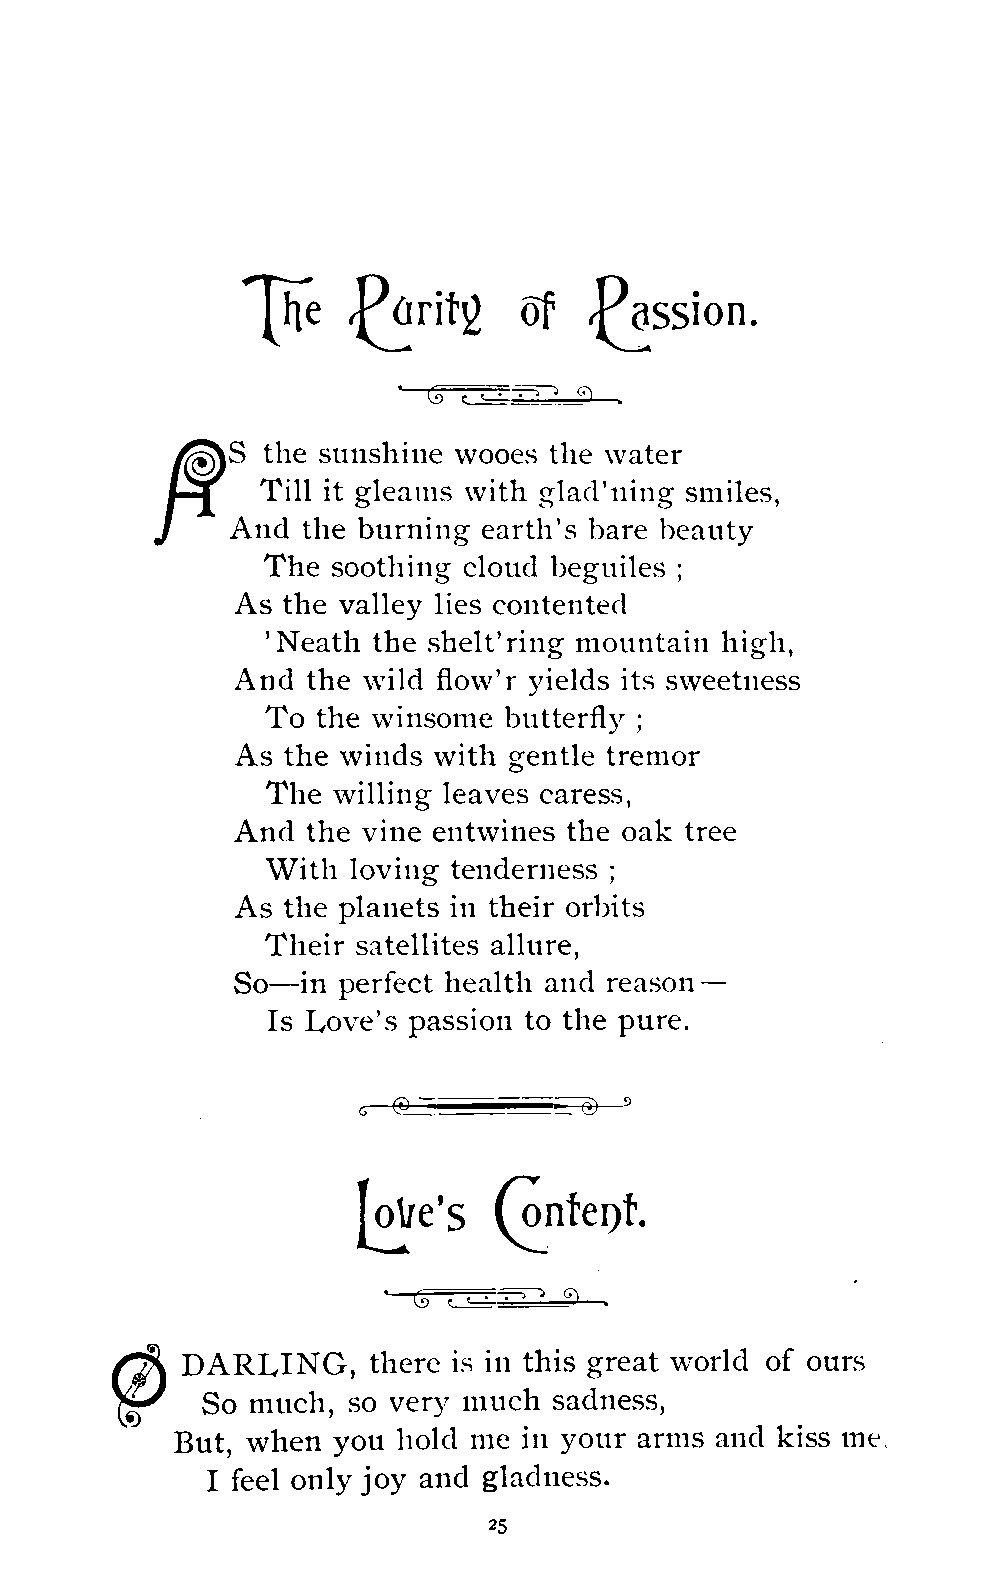 The Purity of Passion.
AS the sunshine wooes the water
Till it gleams with glad'ning smiles,
And the burning earth's bare beauty
The soothing cloud beguiles ;
As the valley lies contented
'Neath the shelt'ring mountain high,
And the wild flow'r yields its sweetness
To the winsome butterfly ;
As the winds with gentle tremor
The willing leaves caress,
And the vine entwines the oak tree
With loving tenderness ;
As the planets in their orbits
Their satellites allure,
So—in perfect health and reason—
Is Love's passion to the pure.
Love's Content.
O DARLING, there is in this great world of ours
So much, so very much sadness,
But, when you hold me in your arms and kiss me,
I feel only joy and gladness.
25